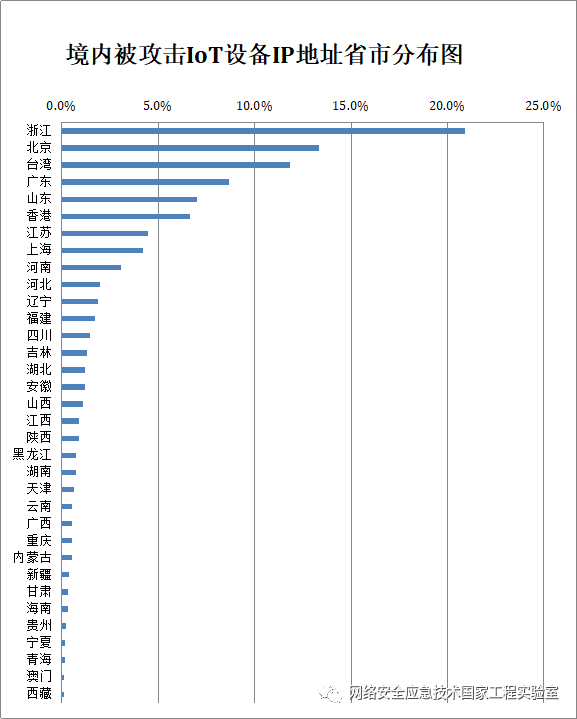 境内被攻击IoT设备IP地址省市分布图
0.0% 5.0% 10.0% 15.0% 20.0% 25.0%
浙江
北京
台湾
广东
山东
香港
江苏
上海
河南
河北
辽宁
福建
四川
吉林
湖北
安徽
山西
江西
陕西
黑龙江
湖南
天津
云南
广西
重庆
内蒙古
新疆
甘肃
海南
贵州
宁夏
青海
澳门
西藏
网络安全应急技术国家工程实验室